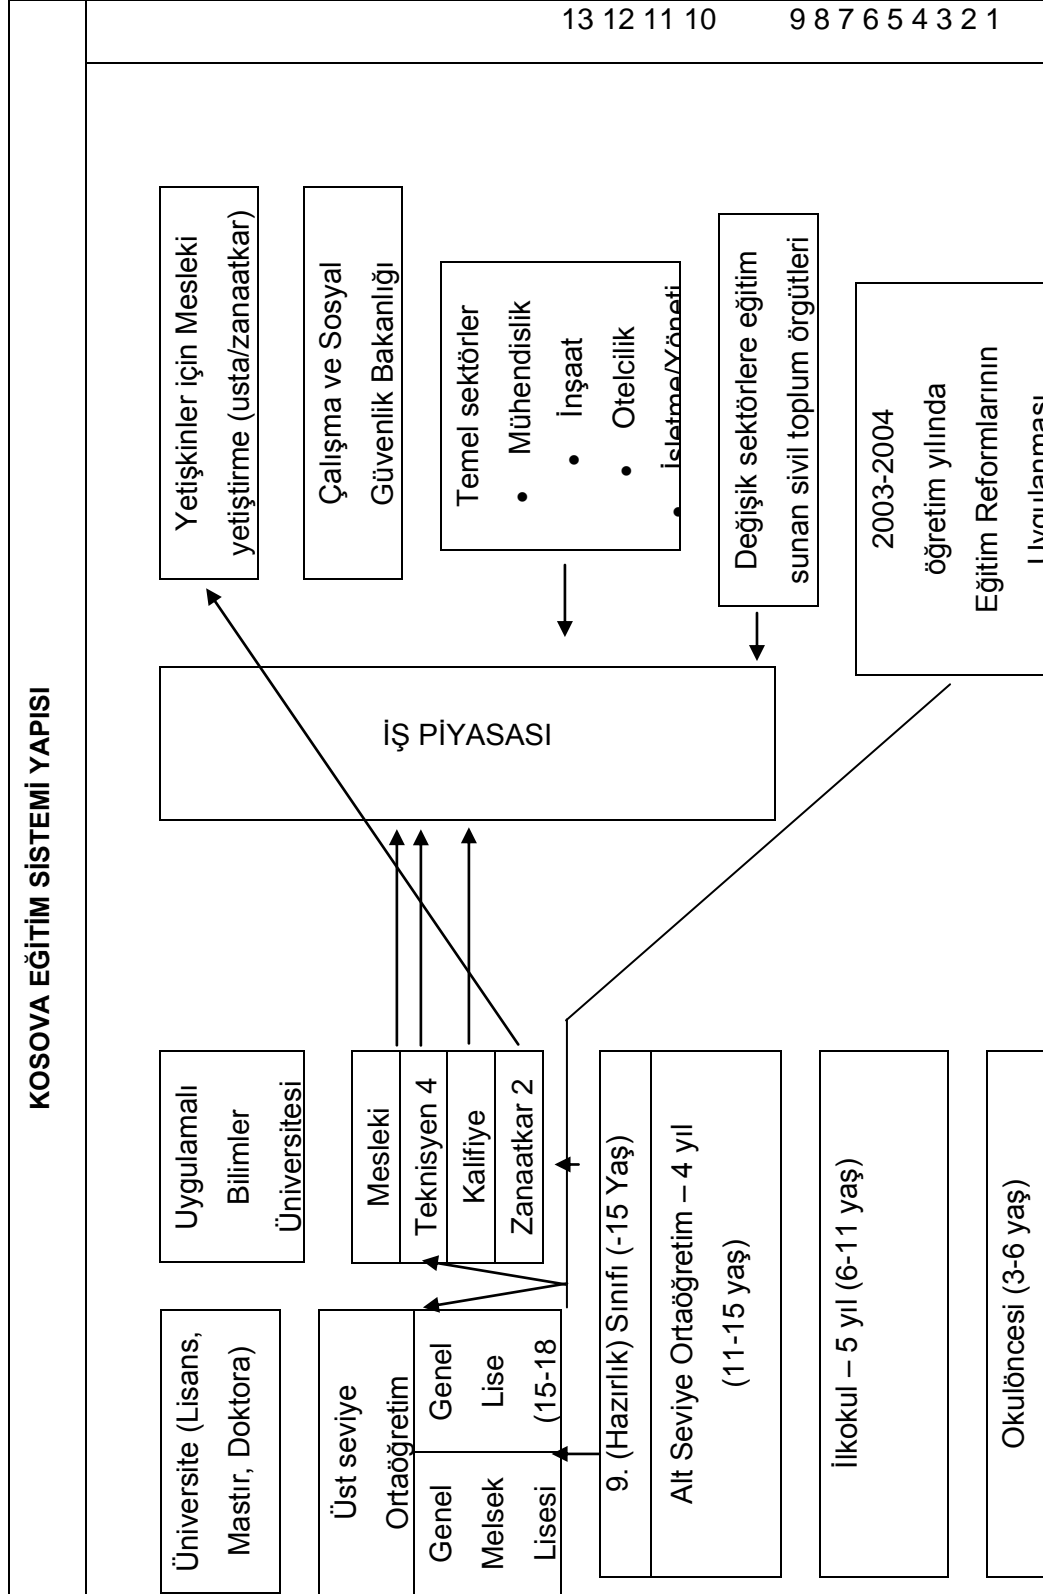 KOSOVA EĞİTİM SİSTEMİ YAPISI
13 12 11 10 9 8 7 6 5 4 3 2 1
Üniversite (Lisans,
Mastır, Doktora)
Uygulamalı
Bilimler
Üniversitesi
Yetişkinler için Mesleki
yetiştirme (usta/zanaatkar)
Çalışma ve Sosyal
Güvenlik Bakanlığı
Temel sektörler
• Mühendislik
• İnşaat
• Otelcilik
• İşletme/Yöneti
Değişik sektörlere eğitim
sunan sivil toplum örgütleri
2003-2004
öğretim yılında
Eğitim Reformlarının
Uygulanması
İŞ PİYASASI
Mesleki
Teknisyen 4
Kalifiye
Zanaatkar 2
Üst seviye
Ortaöğretim
Genel
Melsek
Lisesi
Genel
Lise
(15-18
9. (Hazırlık) Sınıfı (-15 Yaş)
Alt Seviye Ortaöğretim – 4 yıl
(11-15 yaş)
İlkokul – 5 yıl (6-11 yaş)
Okulöncesi (3-6 yaş)